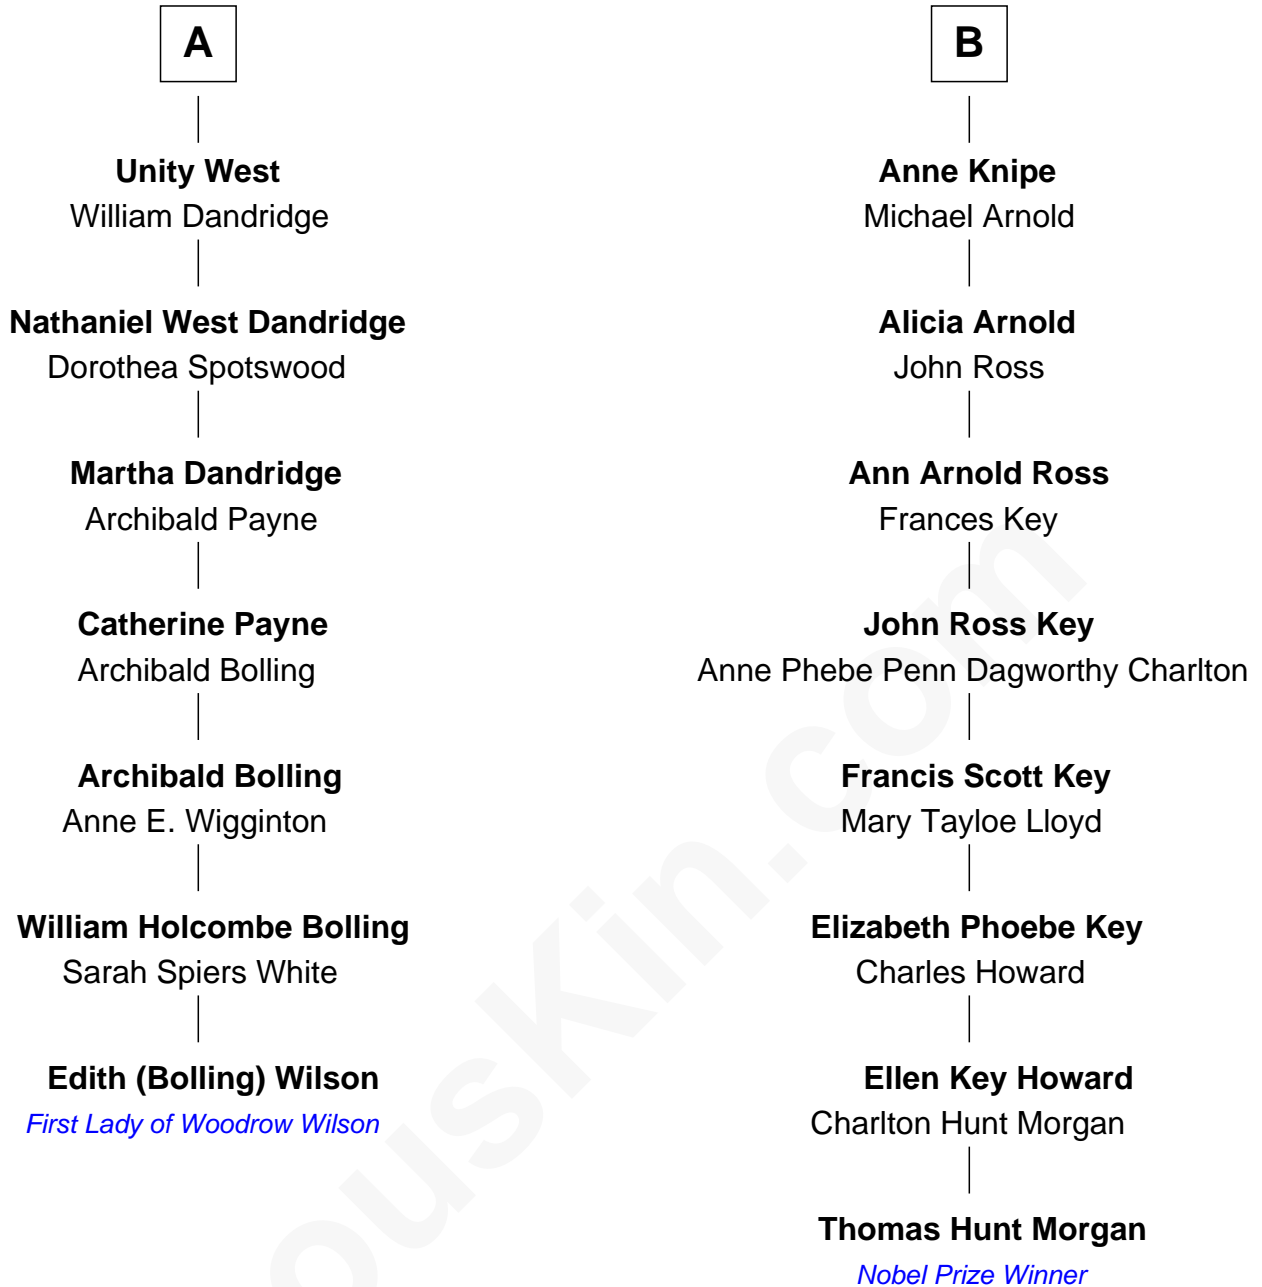 A
Unity West
William Dandridge
Nathaniel West Dandridge
Dorothea Spotswood
Martha Dandridge
Archibald Payne
Catherine Payne
Archibald Bolling
Archibald Bolling
Anne E. Wigginton
William Holcombe Bolling
Sarah Spiers White
Edith (Bolling) Wilson
First Lady of Woodrow Wilson
B
Anne Knipe
Michael Arnold
Alicia Arnold
John Ross
Ann Arnold Ross
Frances Key
John Ross Key
Anne Phebe Penn Dagworthy Charlton
Francis Scott Key
Mary Tayloe Lloyd
Elizabeth Phoebe Key
Charles Howard
Ellen Key Howard
Charlton Hunt Morgan
Thomas Hunt Morgan
Nobel Prize Winner
ousKin.com